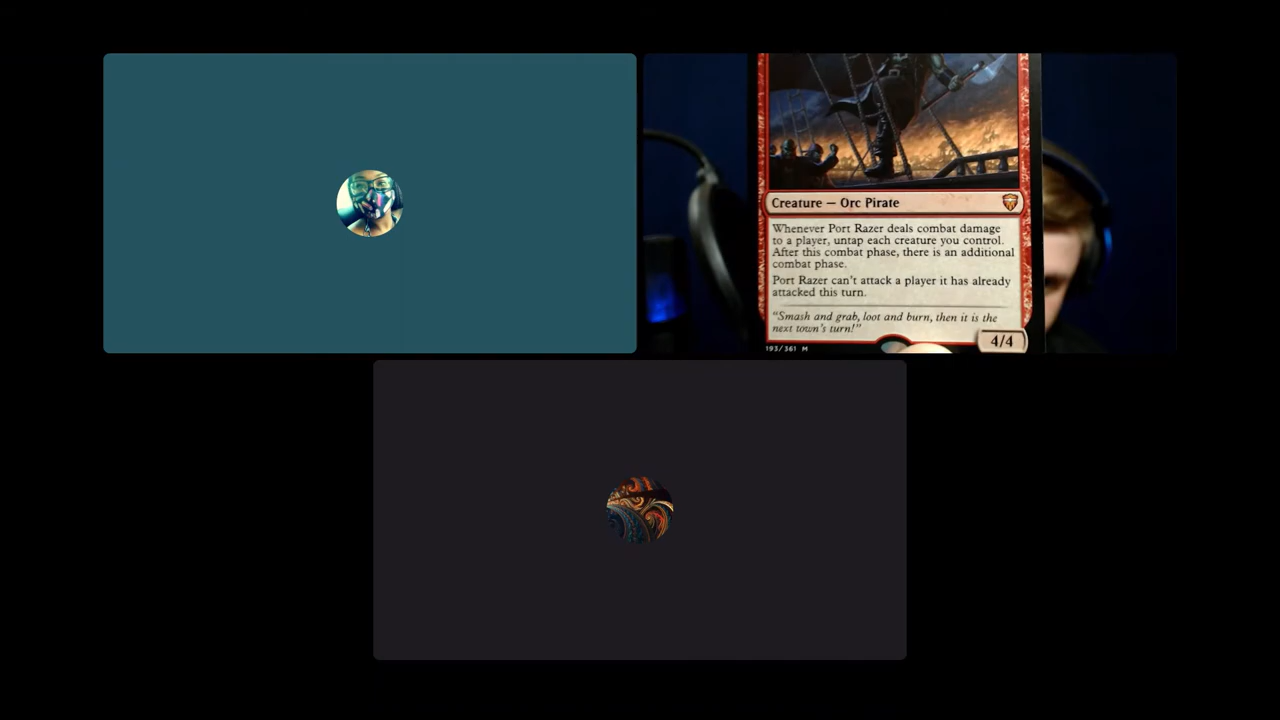 Creature — Orc Pirate
Whenever Port Razer deals combat damage
to a player, untap each creature you control.
After this combat phase, there is an additional
combat phase.
Port Razer can't attack a player it has already
attacked this turn.
"Smash and grab, loot and burn, then it is the
next town's turn!"
4/4
193/361 M